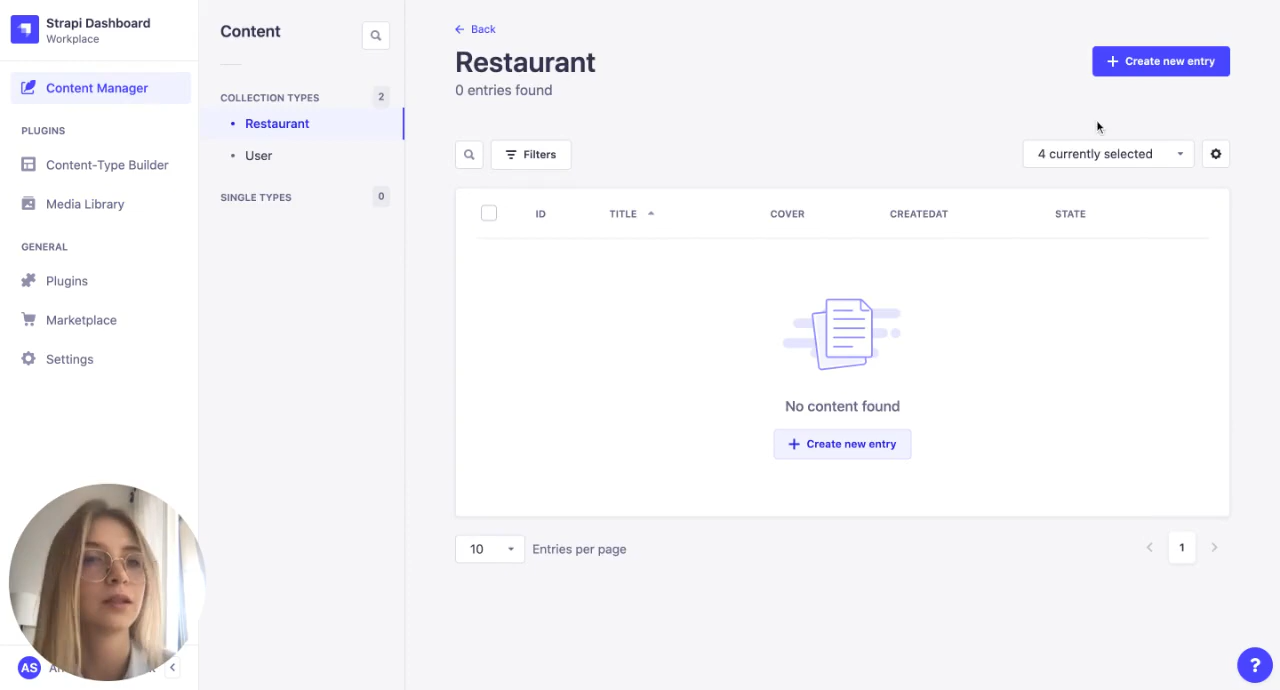 Strapi Dashboard
Workplace
Content Manager
PLUGINS
Content-Type Builder
Media Library
GENERAL
Plugins
Marketplace
Settings
AS
Content
COLLECTION TYPES 2
Restaurant
User
SINGLE TYPES 0
Back
Restaurant
0 entries found
Create new entry
Filters
4 currently selected
ID TITLE COVER CREATEDAT STATE
No content found
Create new entry
10 Entries per page
1
?